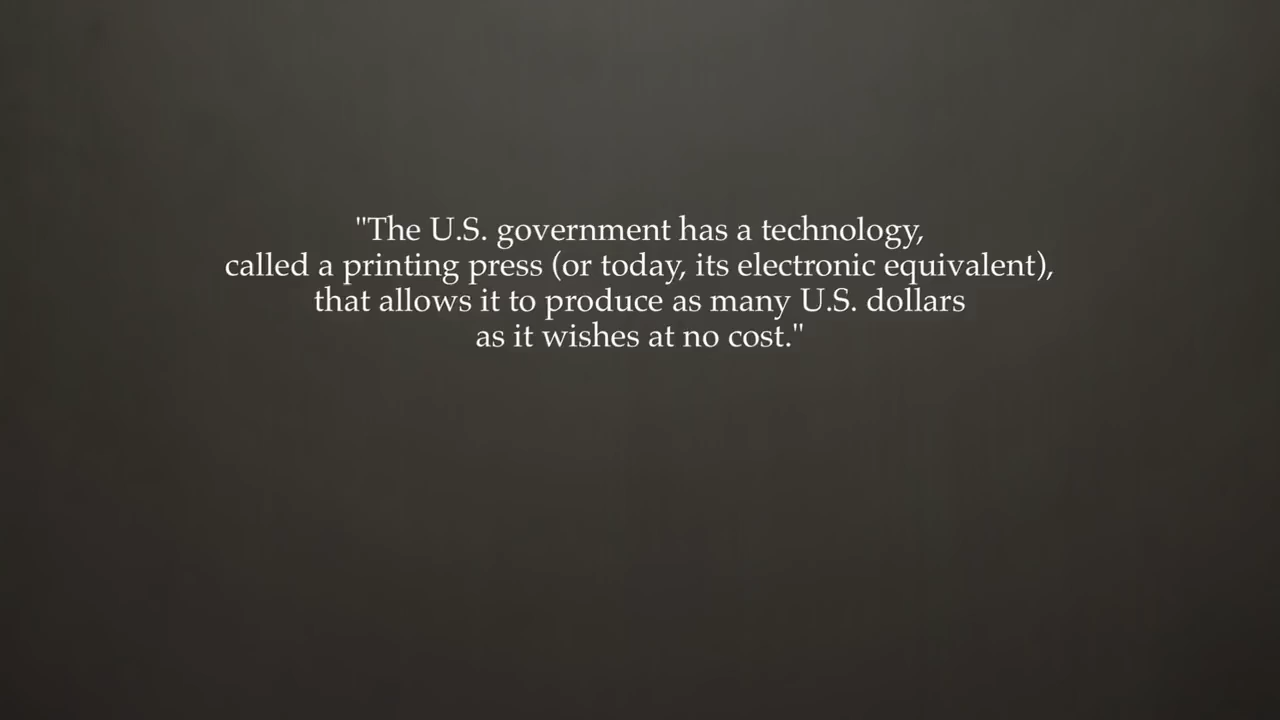 "The U.S. government has a technology,
called a printing press (or today, its electronic equivalent),
that allows it to produce as many U.S. dollars
as it wishes at no cost."